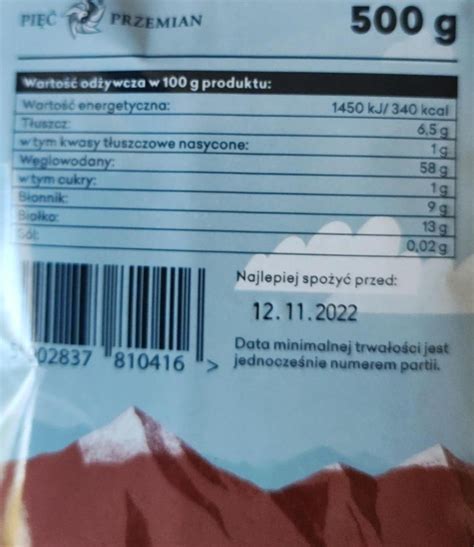 PIĘĆ PRZEMIAN
500 g
Wartość odżywcza w 100 g produktu:
Wartość energetyczna: 1450 kJ/ 340 kcal
Tłuszcz: 6,5 g
w tym kwasy tłuszczowe nasycone: 1 g
Węglowodany: 58 g
w tym cukry: 1 g
Błonnik: 9 g
Białko: 13 g
Sól: 0,02 g
Najlepiej spożyć przed:
12.11.2022
Data minimalnej trwałości jest
jednocześnie numerem partii.
902837 810416 >